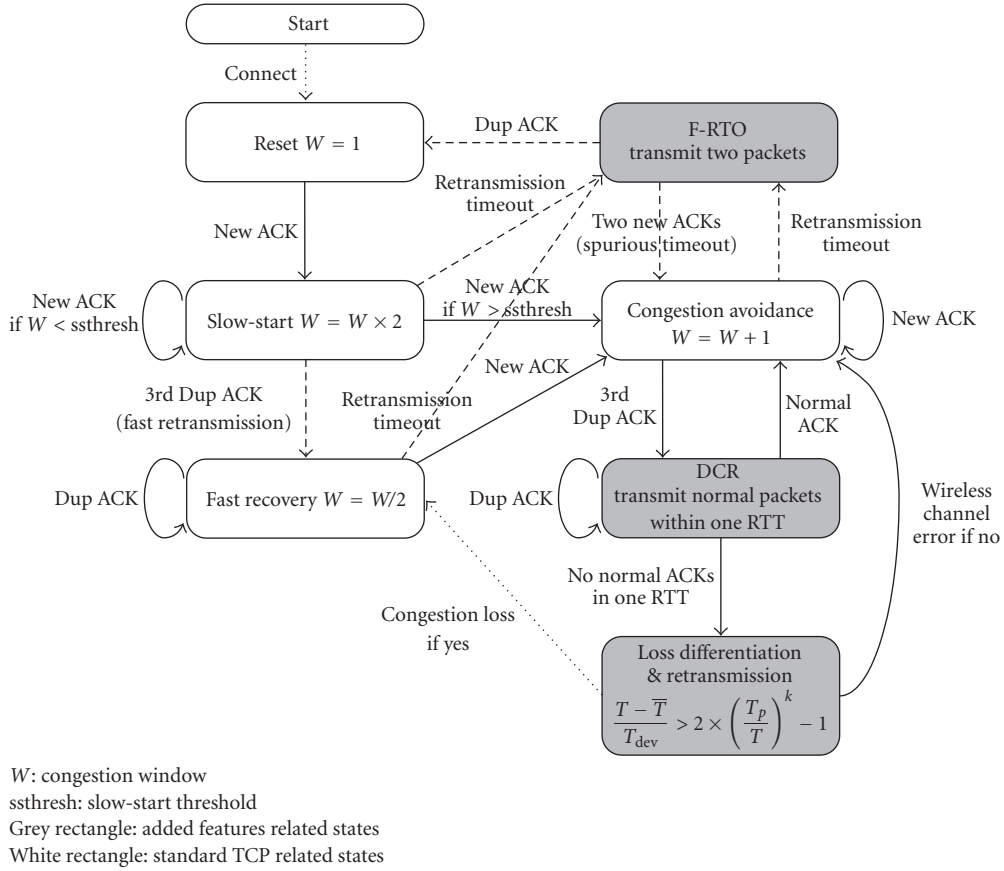 Start
Connect
Reset W = 1
Dup ACK
F-RTO
transmit two packets
Retransmission
timeout
New ACK
Two new ACKs
(spurious timeout)
Retransmission
timeout
New ACK
if W < ssthresh
Slow-start W = W × 2
New ACK
if W > ssthresh
Congestion avoidance
W = W + 1
New ACK
3rd Dup ACK
(fast retransmission)
Retransmission
timeout
New ACK
3rd
Dup ACK
Normal
ACK
Dup ACK
Fast recovery W = W/2
Dup ACK
DCR
transmit normal packets
within one RTT
Wireless
channel
error if no
No normal ACKs
in one RTT
Congestion loss
if yes
Loss differentiation
& retransmission
(T − T̅)/T_dev > 2 × (T_p/T)^k − 1
W: congestion window
ssthresh: slow-start threshold
Grey rectangle: added features related states
White rectangle: standard TCP related states